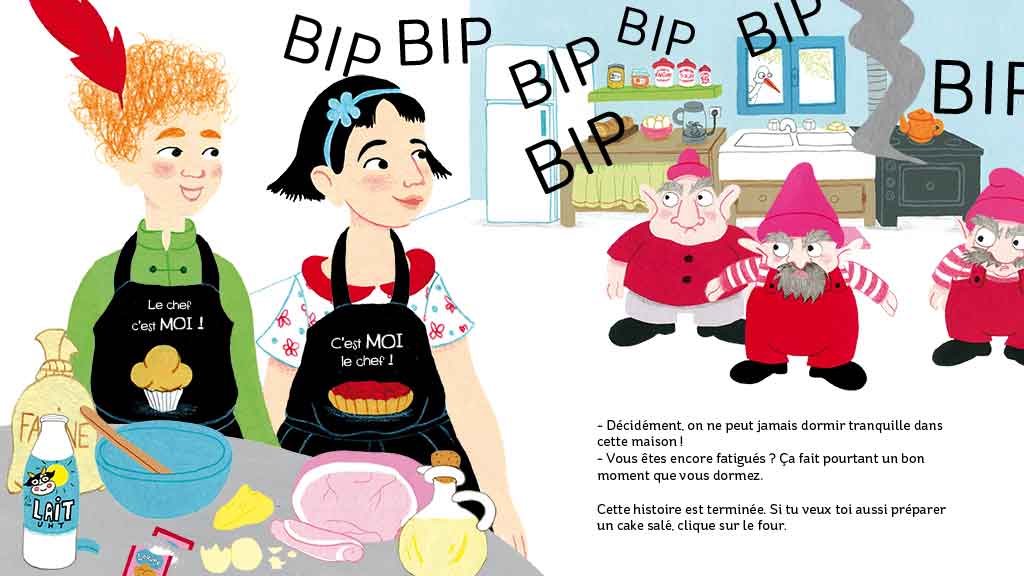 BIP
BIP
BIP
BIP
BIP
BIP
BIP
Le chef
c'est MOI !
C'est MOI
le chef !
FARINE
LAIT
UHT
- Décidément, on ne peut jamais dormir tranquille dans
cette maison !
- Vous êtes encore fatigués ? Ça fait pourtant un bon
moment que vous dormez.
Cette histoire est terminée. Si tu veux toi aussi préparer
un cake salé, clique sur le four.